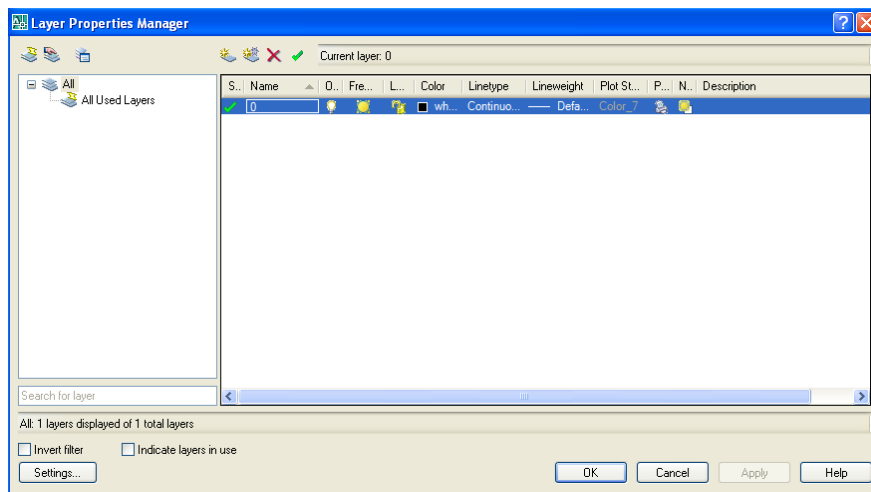 Layer Properties Manager
Current layer: 0
All
All Used Layers
S.. Name O.. Fre... L... Color Linetype Lineweight Plot St... P... N.. Description
0 wh... Continuo... Defa... Color_7
Search for layer
All: 1 layers displayed of 1 total layers
Invert filter Indicate layers in use
Settings... OK Cancel Apply Help